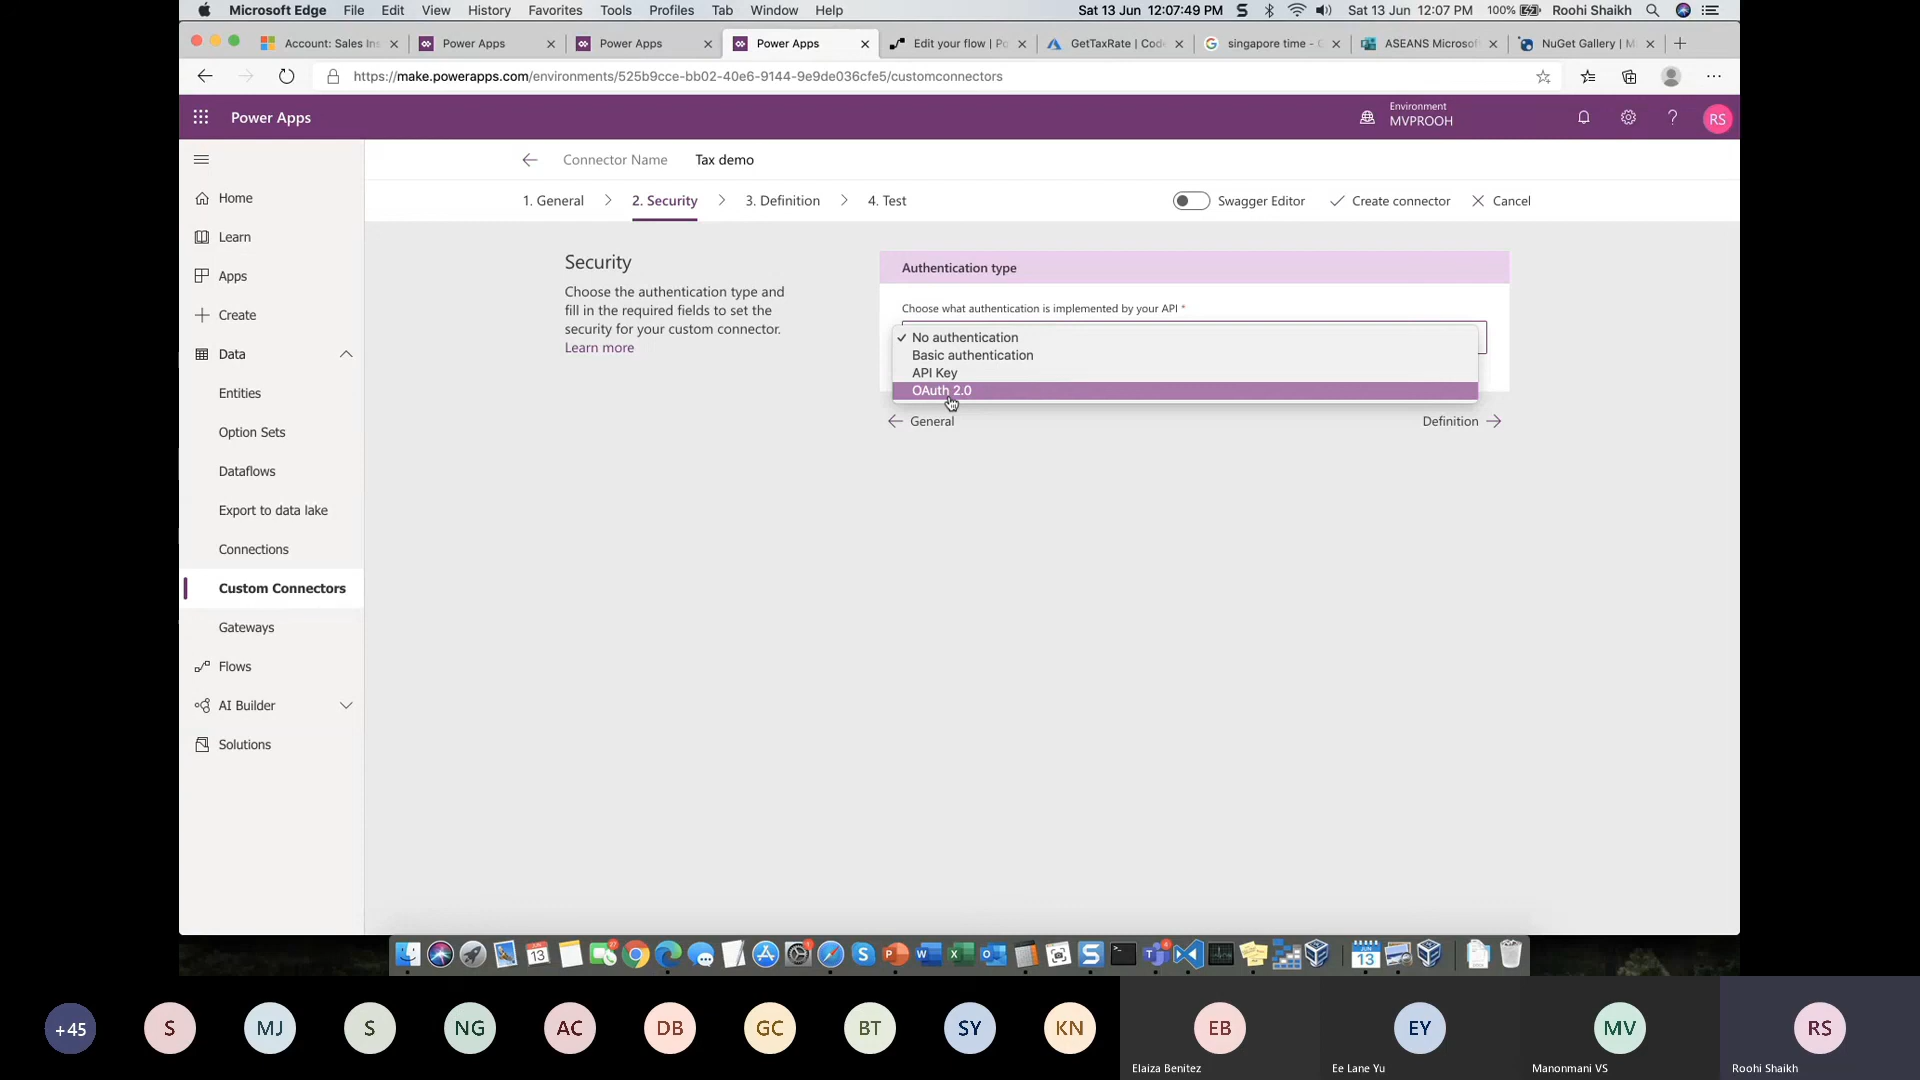 Microsoft Edge File Edit View History Favorites Tools Profiles Tab Window Help Sat 13 Jun 12:07:49 PM Sat 13 Jun 12:07 PM 100% Roohi Shaikh
Account: Sales Ins Power Apps Power Apps Power Apps Edit your flow | Po GetTaxRate | Code singapore time - G ASEANS Microsof NuGet Gallery | M
https://make.powerapps.com/environments/525b9cce-bb02-40e6-9144-9e9de036cfe5/customconnectors
Power Apps
Environment
MVPROOH
RS
Connector Name Tax demo
1. General 2. Security 3. Definition 4. Test
Swagger Editor Create connector Cancel
Home
Learn
Apps
Create
Data
Entities
Option Sets
Dataflows
Export to data lake
Connections
Custom Connectors
Gateways
Flows
AI Builder
Solutions
Security
Choose the authentication type and
fill in the required fields to set the
security for your custom connector.
Learn more
Authentication type
Choose what authentication is implemented by your API *
✓ No authentication
Basic authentication
API Key
OAuth 2.0
General
Definition
+45 S MJ S NG AC DB GC BT SY KN EB EY MV RS
Elaiza Benitez Ee Lane Yu Manonmani VS Roohi Shaikh